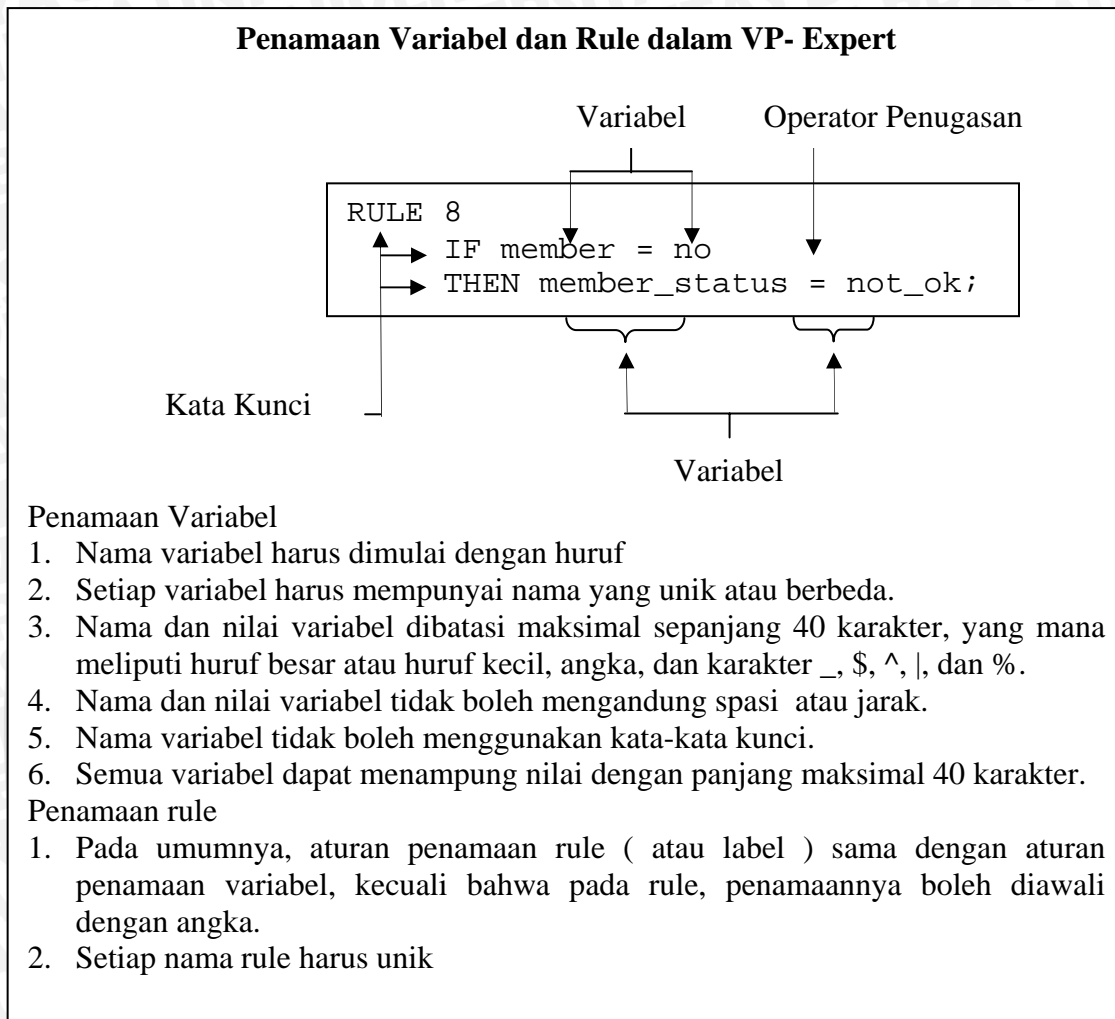 Penamaan Variabel dan Rule dalam VP- Expert
Variabel Operator Penugasan
RULE 8
IF member = no
THEN member_status = not_ok;
Kata Kunci
Variabel
Penamaan Variabel
1. Nama variabel harus dimulai dengan huruf
2. Setiap variabel harus mempunyai nama yang unik atau berbeda.
3. Nama dan nilai variabel dibatasi maksimal sepanjang 40 karakter, yang mana
meliputi huruf besar atau huruf kecil, angka, dan karakter _, $, ^, |, dan %.
4. Nama dan nilai variabel tidak boleh mengandung spasi atau jarak.
5. Nama variabel tidak boleh menggunakan kata-kata kunci.
6. Semua variabel dapat menampung nilai dengan panjang maksimal 40 karakter.
Penamaan rule
1. Pada umumnya, aturan penamaan rule ( atau label ) sama dengan aturan
penamaan variabel, kecuali bahwa pada rule, penamaannya boleh diawali
dengan angka.
2. Setiap nama rule harus unik